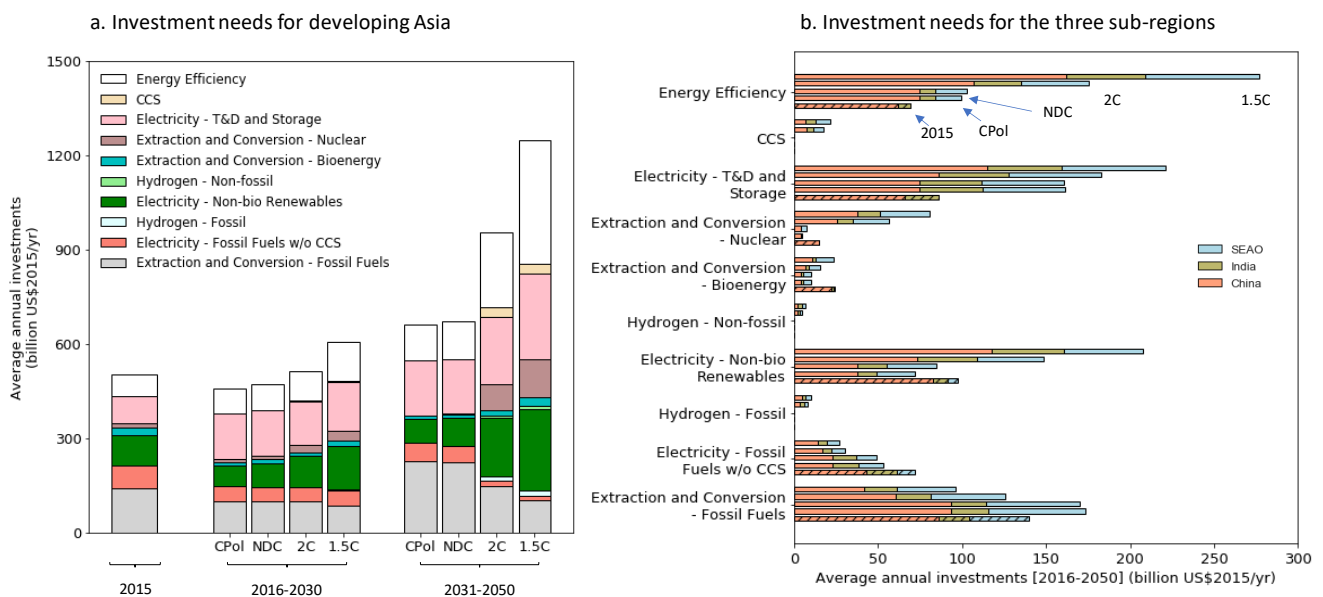 a. Investment needs for developing Asia
Average annual investments
(billion US$2015/yr)
1500
1200
900
600
300
0
Energy Efficiency
CCS
Electricity - T&D and Storage
Extraction and Conversion - Nuclear
Extraction and Conversion - Bioenergy
Hydrogen - Non-fossil
Electricity - Non-bio Renewables
Hydrogen - Fossil
Electricity - Fossil Fuels w/o CCS
Extraction and Conversion - Fossil Fuels
CPol NDC 2C 1.5C CPol NDC 2C 1.5C
2015 2016-2030 2031-2050
b. Investment needs for the three sub-regions
Energy Efficiency
CCS
Electricity - T&D and
Storage
Extraction and Conversion
- Nuclear
Extraction and Conversion
- Bioenergy
Hydrogen - Non-fossil
Electricity - Non-bio
Renewables
Hydrogen - Fossil
Electricity - Fossil
Fuels w/o CCS
Extraction and Conversion
- Fossil Fuels
2C 1.5C
NDC
CPol
2015
SEAO
India
China
0 50 100 150 200 250 300
Average annual investments [2016-2050] (billion US$2015/yr)